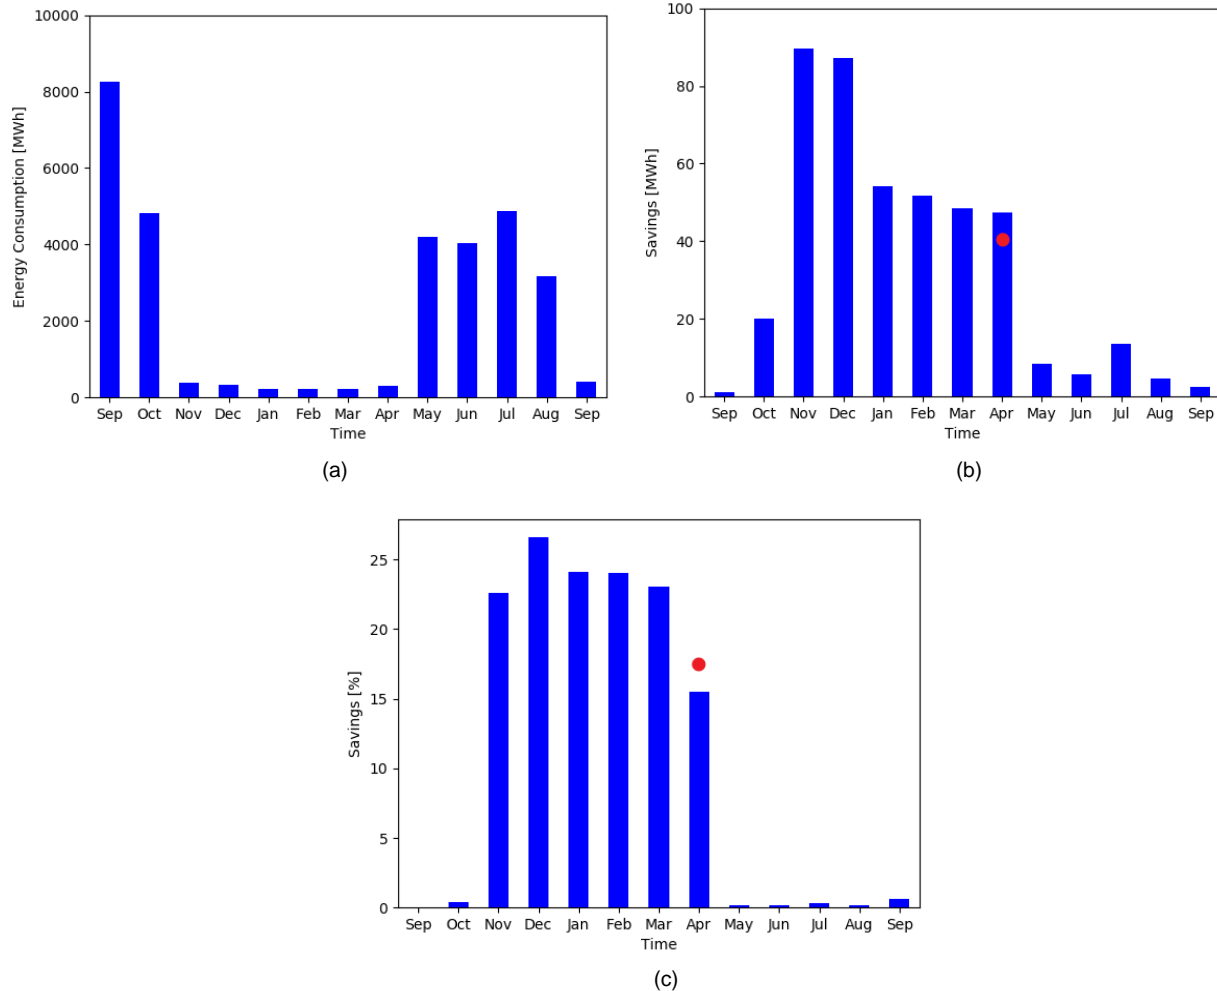 10000
8000
6000
4000
2000
0
Energy Consumption [MWh]
Sep Oct Nov Dec Jan Feb Mar Apr May Jun Jul Aug Sep
Time
(a)
100
80
60
40
20
0
Savings [MWh]
Sep Oct Nov Dec Jan Feb Mar Apr May Jun Jul Aug Sep
Time
(b)
25
20
15
10
5
0
Savings [%]
Sep Oct Nov Dec Jan Feb Mar Apr May Jun Jul Aug Sep
Time
(c)